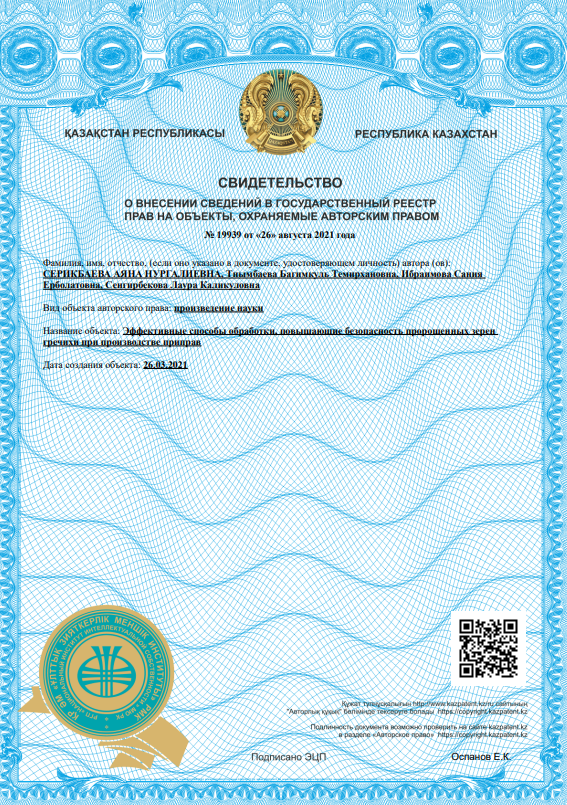 ҚАЗАҚСТАН РЕСПУБЛИКАСЫ
РЕСПУБЛИКА КАЗАХСТАН
СВИДЕТЕЛЬСТВО
О ВНЕСЕНИИ СВЕДЕНИЙ В ГОСУДАРСТВЕННЫЙ РЕЕСТР
ПРАВ НА ОБЪЕКТЫ, ОХРАНЯЕМЫЕ АВТОРСКИМ ПРАВОМ
№ 19939 от «26» августа 2021 года
Фамилия, имя, отчество, (если оно указано в документе, удостоверяющем личность) автора (ов):
СЕРИКБАЕВА АЯНА НУРГАЛИЕВНА, Тнымбаева Багимкуль Темирхановна, Ибраимова Сания
Ерболатовна, Сенгирбекова Лаура Каликуловна
Вид объекта авторского права: произведение науки
Название объекта: Эффективные способы обработки, повышающие безопасность пророщенных зерен
гречихи при производстве приправ
Дата создания объекта: 26.03.2021
ҰЛТТЫҚ ЗИЯТКЕРЛІК МЕНШІК ИНСТИТУТЫ
Құжат түпнұсқалығын http://www.kazpatent.kz/ru сайтының
"Авторлық құқық" бөлімінде тексеруге болады https://copyright.kazpatent.kz
Подлинность документа возможно проверить на сайте kazpatent.kz
в разделе «Авторское право» https://copyright.kazpatent.kz
Подписано ЭЦП
Оспанов Е.К.